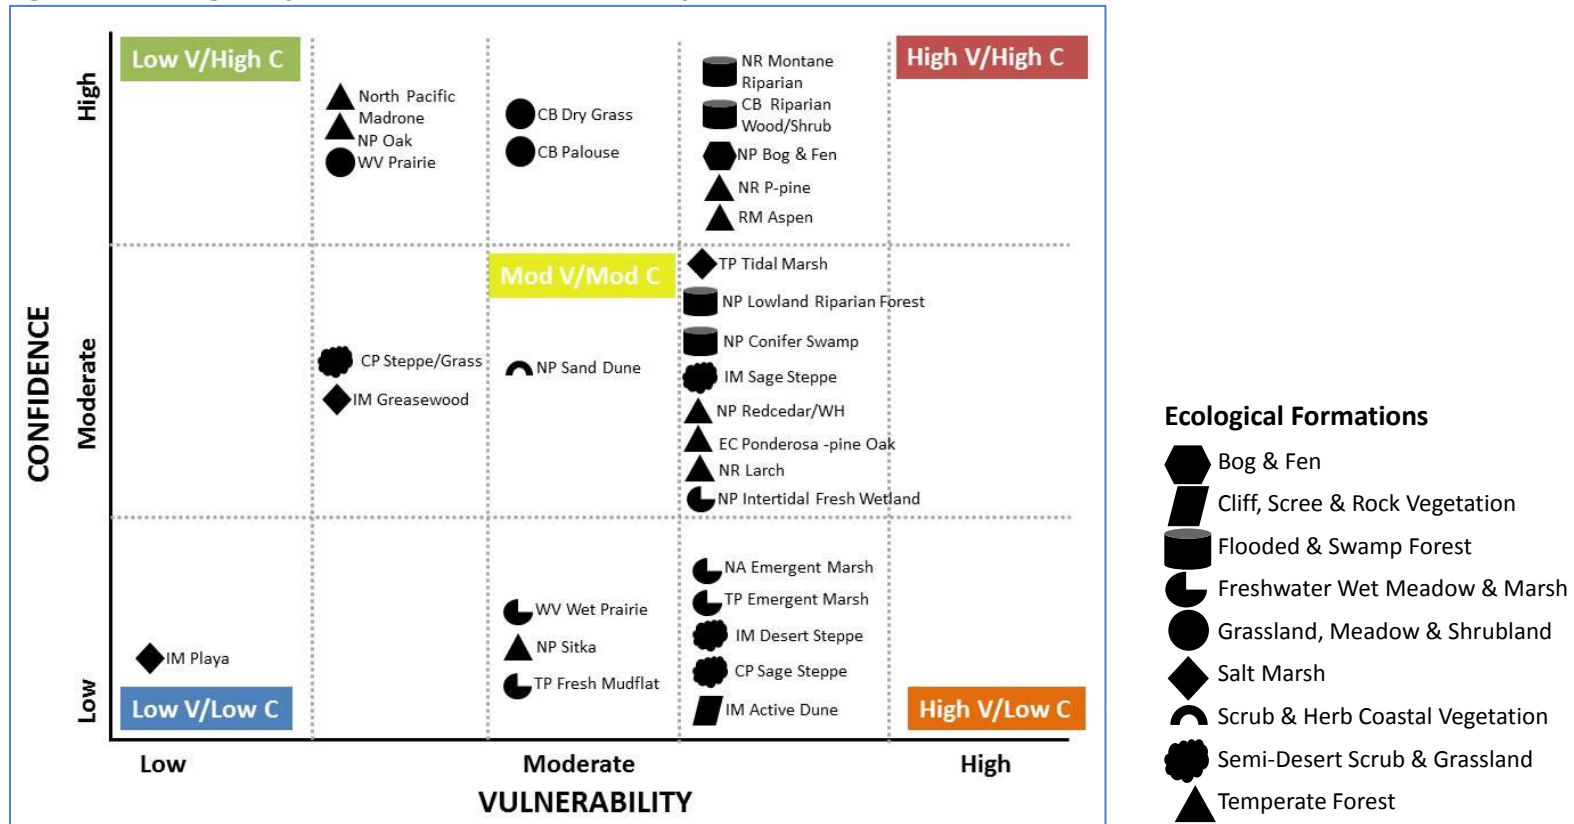 Low V/High C
High V/High C
High
North Pacific
Madrone
NP Oak
WV Prairie
CB Dry Grass
CB Palouse
NR Montane
Riparian
CB Riparian
Wood/Shrub
NP Bog & Fen
NR P-pine
RM Aspen
Mod V/Mod C
CONFIDENCE
Moderate
CP Steppe/Grass
IM Greasewood
NP Sand Dune
TP Tidal Marsh
NP Lowland Riparian Forest
NP Conifer Swamp
IM Sage Steppe
NP Redcedar/WH
EC Ponderosa -pine Oak
NR Larch
NP Intertidal Fresh Wetland
Low
IM Playa
WV Wet Prairie
NP Sitka
TP Fresh Mudflat
NA Emergent Marsh
TP Emergent Marsh
IM Desert Steppe
CP Sage Steppe
IM Active Dune
Low V/Low C
High V/Low C
Low
Moderate
High
VULNERABILITY
Ecological Formations
Bog & Fen
Cliff, Scree & Rock Vegetation
Flooded & Swamp Forest
Freshwater Wet Meadow & Marsh
Grassland, Meadow & Shrubland
Salt Marsh
Scrub & Herb Coastal Vegetation
Semi-Desert Scrub & Grassland
Temperate Forest